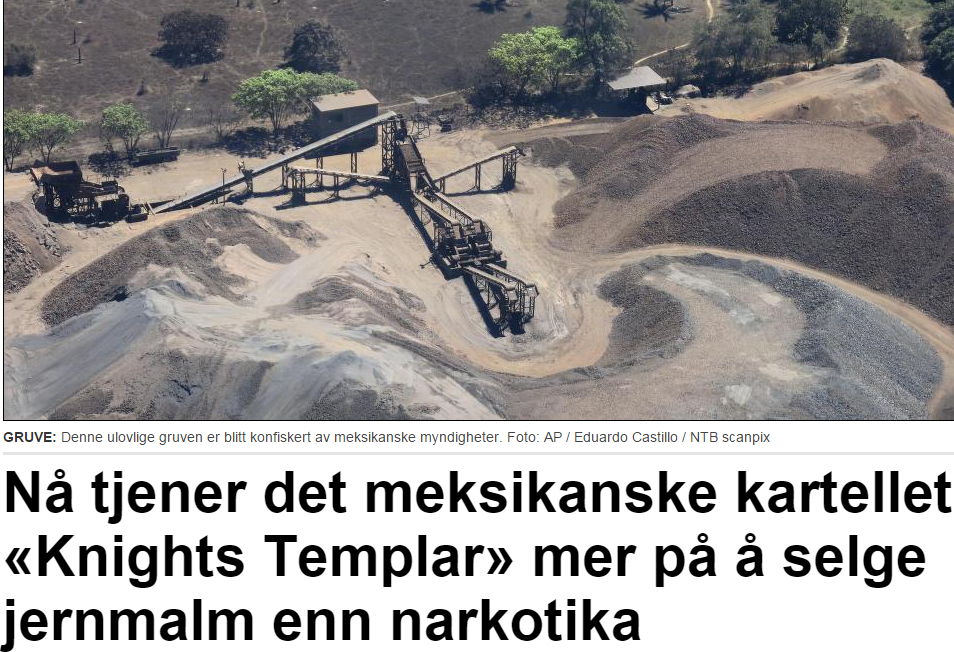 GRUVE: Denne ulovlige gruven er blitt konfiskert av meksikanske myndigheter. Foto: AP / Eduardo Castillo / NTB scanpix
Nå tjener det meksikanske kartellet
«Knights Templar» mer på å selge
jernmalm enn narkotika